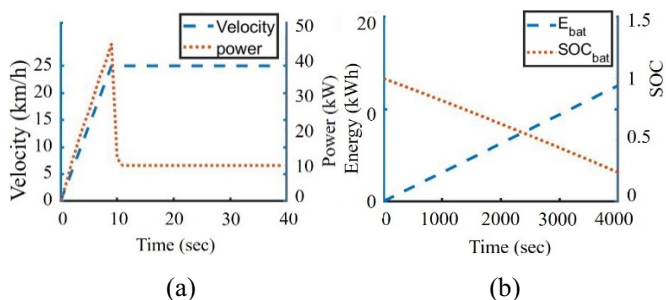 Velocity
power
Velocity (km/h)
25
20
15
10
5
0
50
40
30
20
10
0
Power (kW)
0
10
20
30
40
Time (sec)
(a)
E_bat
SOC_bat
Energy (kWh)
20
0
0
1.5
1
0.5
0
SOC
0
1000
2000
3000
4000
Time (sec)
(b)